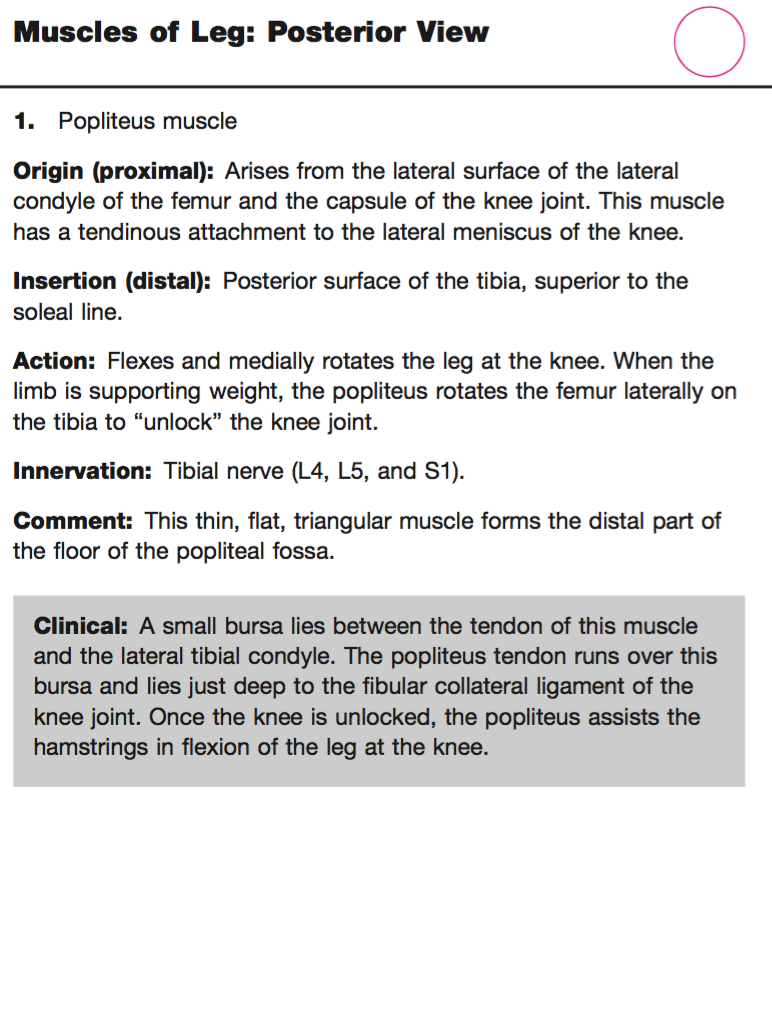 Muscles of Leg: Posterior View
1. Popliteus muscle
Origin (proximal): Arises from the lateral surface of the lateral
condyle of the femur and the capsule of the knee joint. This muscle
has a tendinous attachment to the lateral meniscus of the knee.
Insertion (distal): Posterior surface of the tibia, superior to the
soleal line.
Action: Flexes and medially rotates the leg at the knee. When the
limb is supporting weight, the popliteus rotates the femur laterally on
the tibia to “unlock” the knee joint.
Innervation: Tibial nerve (L4, L5, and S1).
Comment: This thin, flat, triangular muscle forms the distal part of
the floor of the popliteal fossa.
Clinical: A small bursa lies between the tendon of this muscle
and the lateral tibial condyle. The popliteus tendon runs over this
bursa and lies just deep to the fibular collateral ligament of the
knee joint. Once the knee is unlocked, the popliteus assists the
hamstrings in flexion of the leg at the knee.